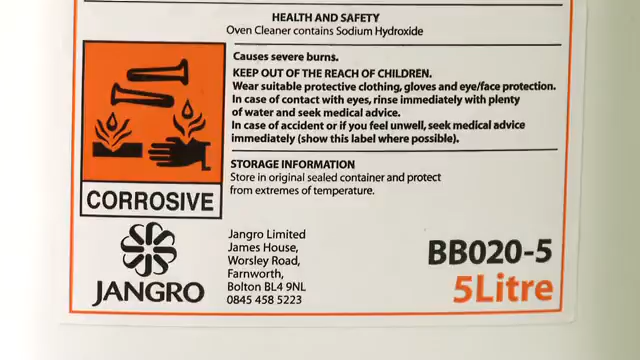 HEALTH AND SAFETY
Oven Cleaner contains Sodium Hydroxide
Causes severe burns.
KEEP OUT OF THE REACH OF CHILDREN.
Wear suitable protective clothing, gloves and eye/face protection.
In case of contact with eyes, rinse immediately with plenty
of water and seek medical advice.
In case of accident or if you feel unwell, seek medical advice
immediately (show this label where possible).
STORAGE INFORMATION
Store in original sealed container and protect
from extremes of temperature.
CORROSIVE
JANGRO
Jangro Limited
James House,
Worsley Road,
Farnworth,
Bolton BL4 9NL
0845 458 5223
BB020-5
5Litre